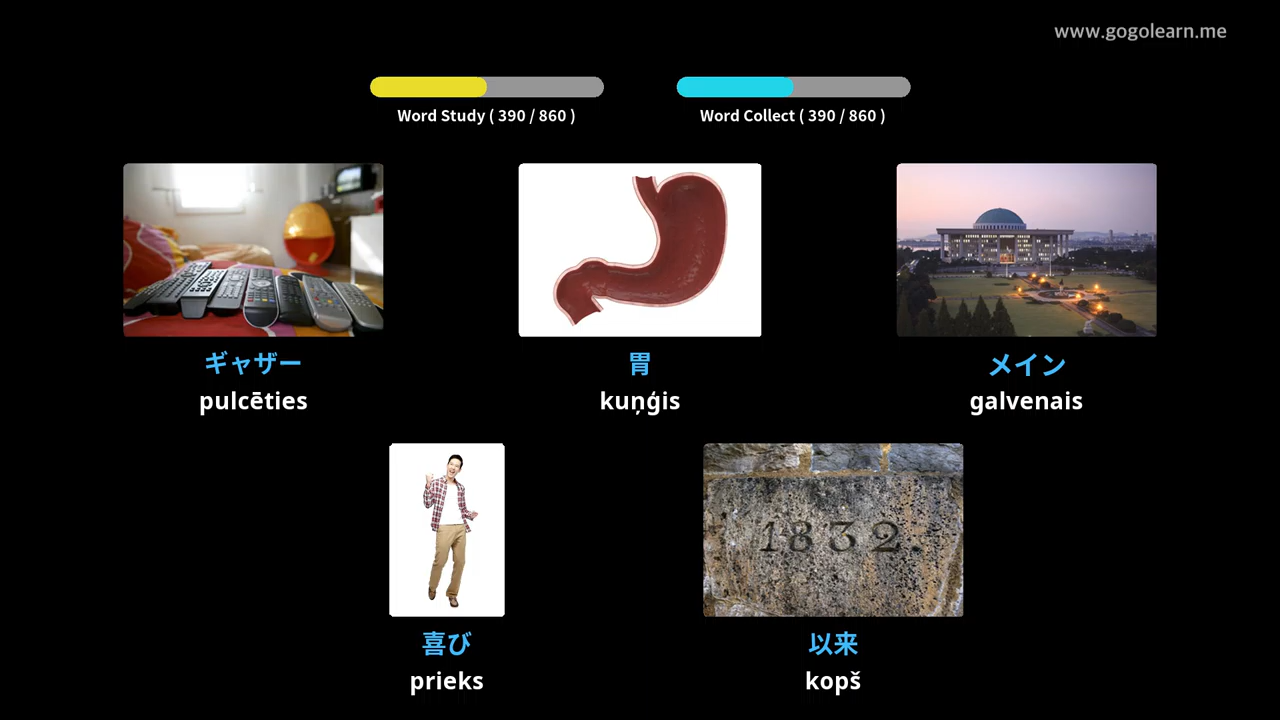 www.gogolearn.me
Word Study ( 390 / 860 )
Word Collect ( 390 / 860 )
ギャザー
pulcēties
胃
kuņģis
メイン
galvenais
喜び
prieks
1832.
以来
kopš